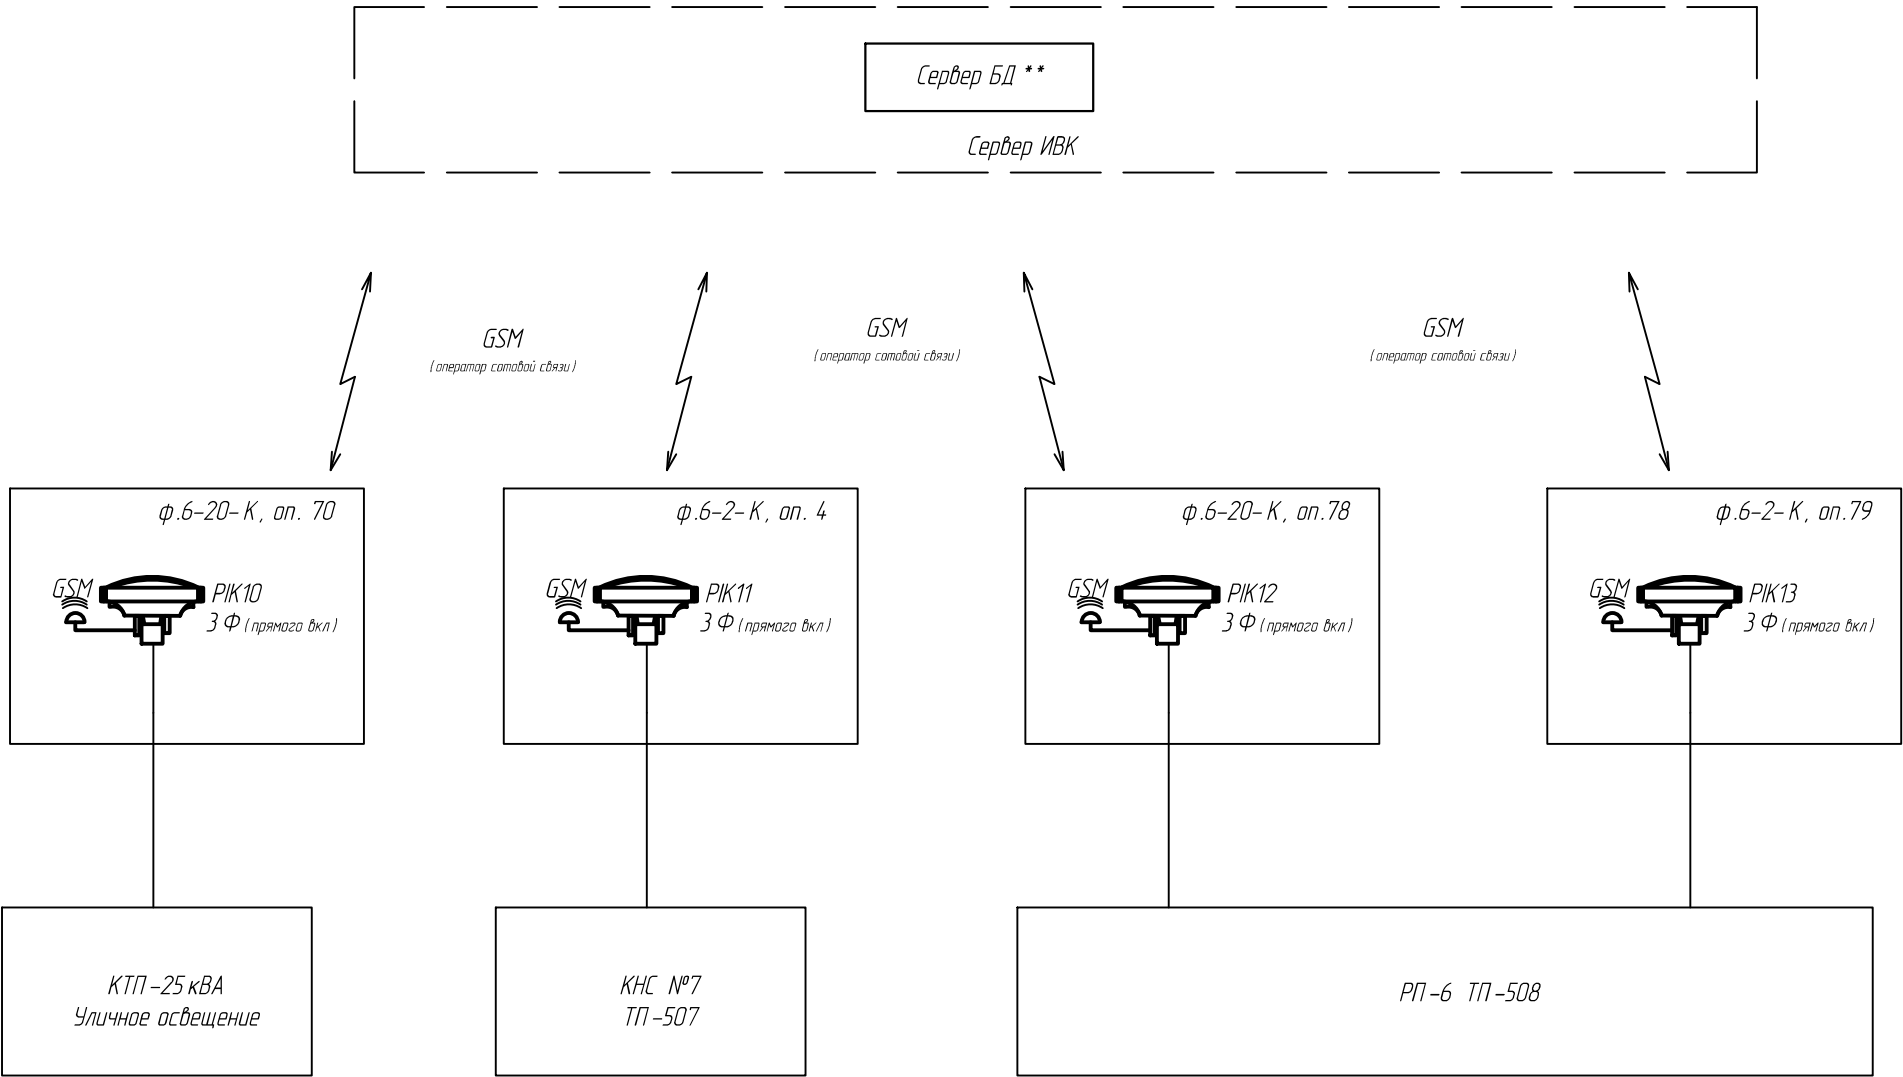 Сервер БД **
Сервер ИВК
GSM
(оператор сотовой связи)
GSM
(оператор сотовой связи)
GSM
(оператор сотовой связи)
ф.6-20-К, оп. 70
GSM
PIK10
3 Ф (прямого вкл)
ф.6-2-К, оп. 4
GSM
PIK11
3 Ф (прямого вкл)
ф.6-20-К, оп.78
GSM
PIK12
3 Ф (прямого вкл)
ф.6-2-К, оп.79
GSM
PIK13
3 Ф (прямого вкл)
КТП-25 кВА
Уличное освещение
КНС №7
ТП-507
РП-6 ТП-508